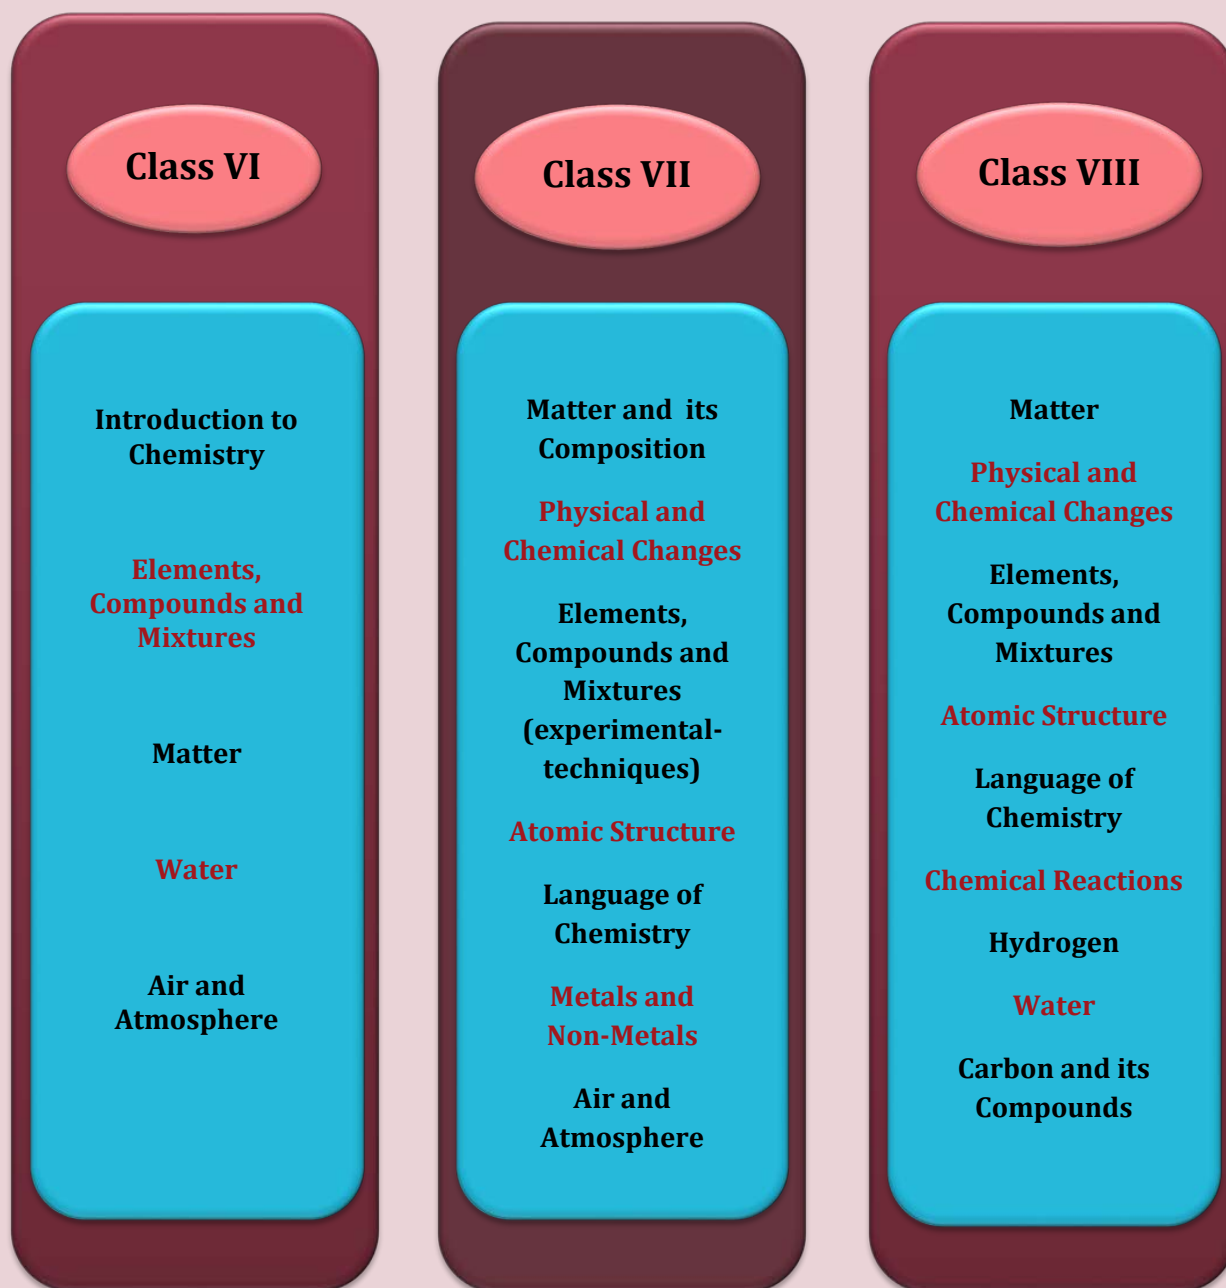 Class VI
Introduction to
Chemistry
Elements,
Compounds and
Mixtures
Matter
Water
Air and
Atmosphere
Class VII
Matter and its
Composition
Physical and
Chemical Changes
Elements,
Compounds and
Mixtures
(experimental-
techniques)
Atomic Structure
Language of
Chemistry
Metals and
Non-Metals
Air and
Atmosphere
Class VIII
Matter
Physical and
Chemical Changes
Elements,
Compounds and
Mixtures
Atomic Structure
Language of
Chemistry
Chemical Reactions
Hydrogen
Water
Carbon and its
Compounds